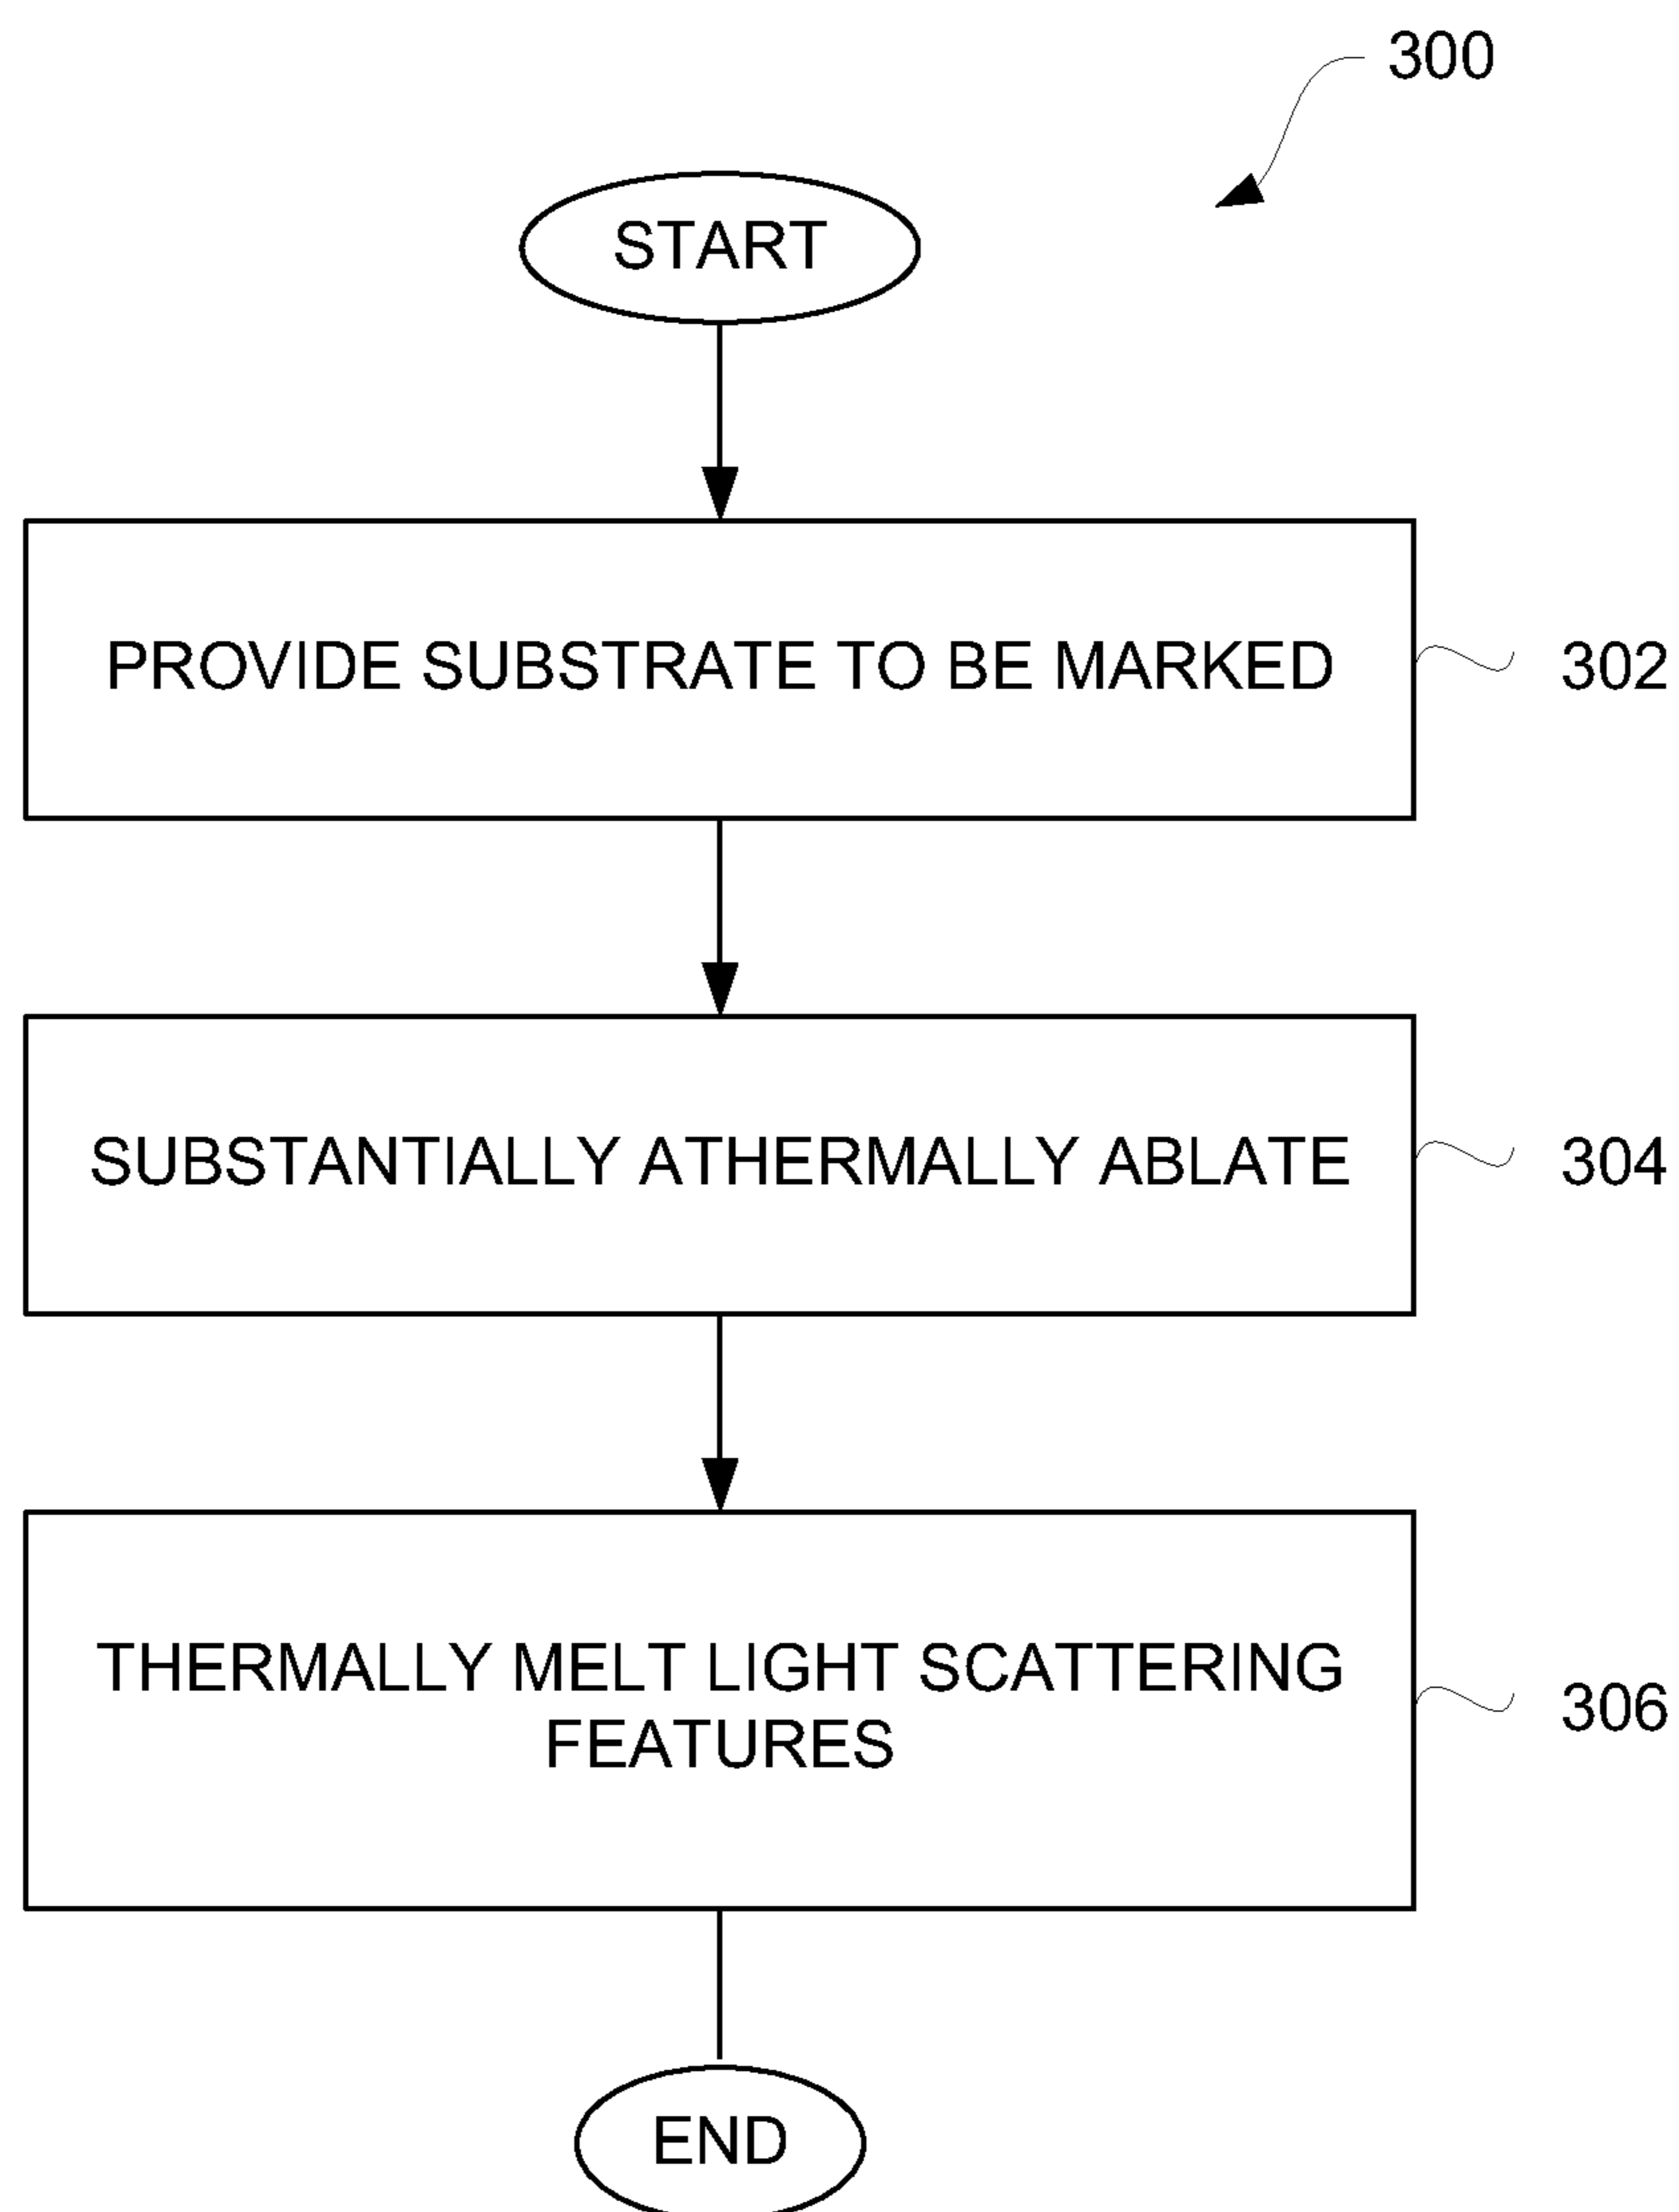 300
START
PROVIDE SUBSTRATE TO BE MARKED
302
SUBSTANTIALLY ATHERMALLY ABLATE
304
THERMALLY MELT LIGHT SCATTERING
FEATURES
306
END